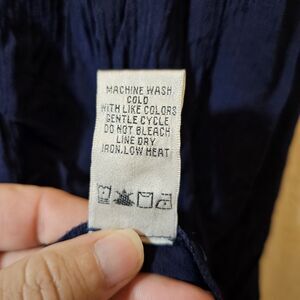 MACHINE WASH
COLD
WITH LIKE COLORS
GENTLE CYCLE
DO NOT BLEACH
LINE DRY
IRON, LOW HEAT